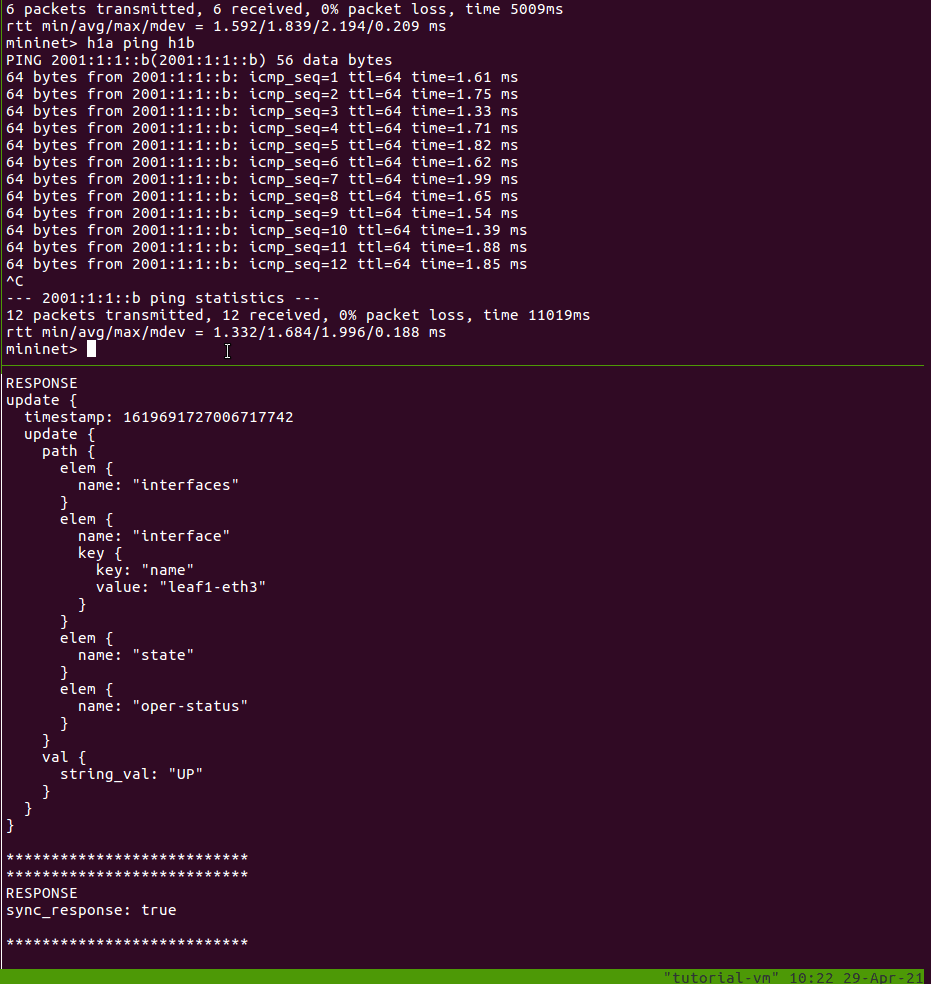 6 packets transmitted, 6 received, 0% packet loss, time 5009ms
rtt min/avg/max/mdev = 1.592/1.839/2.194/0.209 ms
mininet> h1a ping h1b
PING 2001:1:1::b(2001:1:1::b) 56 data bytes
64 bytes from 2001:1:1::b: icmp_seq=1 ttl=64 time=1.61 ms
64 bytes from 2001:1:1::b: icmp_seq=2 ttl=64 time=1.75 ms
64 bytes from 2001:1:1::b: icmp_seq=3 ttl=64 time=1.33 ms
64 bytes from 2001:1:1::b: icmp_seq=4 ttl=64 time=1.71 ms
64 bytes from 2001:1:1::b: icmp_seq=5 ttl=64 time=1.82 ms
64 bytes from 2001:1:1::b: icmp_seq=6 ttl=64 time=1.62 ms
64 bytes from 2001:1:1::b: icmp_seq=7 ttl=64 time=1.99 ms
64 bytes from 2001:1:1::b: icmp_seq=8 ttl=64 time=1.65 ms
64 bytes from 2001:1:1::b: icmp_seq=9 ttl=64 time=1.54 ms
64 bytes from 2001:1:1::b: icmp_seq=10 ttl=64 time=1.39 ms
64 bytes from 2001:1:1::b: icmp_seq=11 ttl=64 time=1.88 ms
64 bytes from 2001:1:1::b: icmp_seq=12 ttl=64 time=1.85 ms
^C
--- 2001:1:1::b ping statistics ---
12 packets transmitted, 12 received, 0% packet loss, time 11019ms
rtt min/avg/max/mdev = 1.332/1.684/1.996/0.188 ms
mininet>
RESPONSE
update {
  timestamp: 1619691727006717742
  update {
    path {
      elem {
        name: "interfaces"
      }
      elem {
        name: "interface"
        key {
          key: "name"
          value: "leaf1-eth3"
        }
      }
      elem {
        name: "state"
      }
      elem {
        name: "oper-status"
      }
    }
    val {
      string_val: "UP"
    }
  }
}
***************************
***************************
RESPONSE
sync_response: true
***************************
"tutorial-vm" 10:22 29-Apr-21